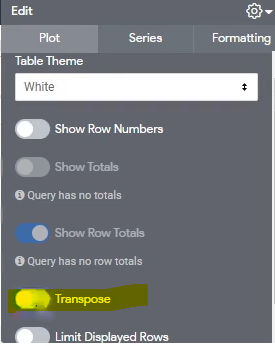 Edit
Plot Series Formatting
Table Theme
White
Show Row Numbers
Show Totals
Query has no totals
Show Row Totals
Query has no row totals
Transpose
Limit Displayed Rows